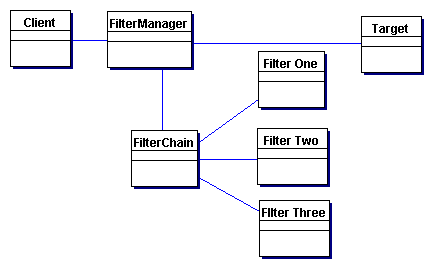 Client
FilterManager
Target
Filter One
FilterChain
Filter Two
FIlter Three